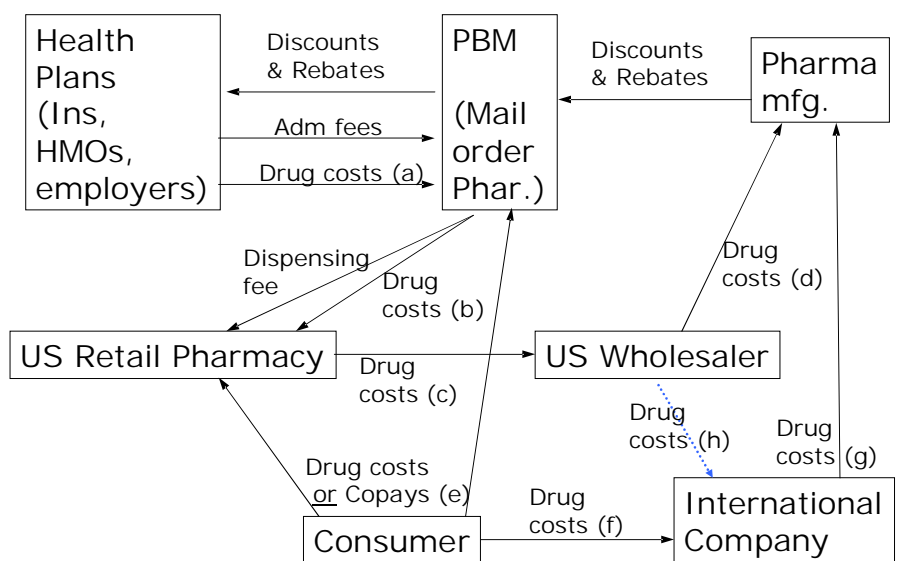 Health
Plans
(Ins,
HMOs,
employers)
Discounts
& Rebates
Adm fees
Drug costs (a)
PBM
(Mail
order
Phar.)
Discounts
& Rebates
Pharma
mfg.
Dispensing
fee
Drug
costs (b)
Drug
costs (d)
US Retail Pharmacy
Drug
costs (c)
US Wholesaler
Drug
costs (h)
Drug
costs (g)
Drug costs
or Copays (e)
Consumer
Drug
costs (f)
International
Company